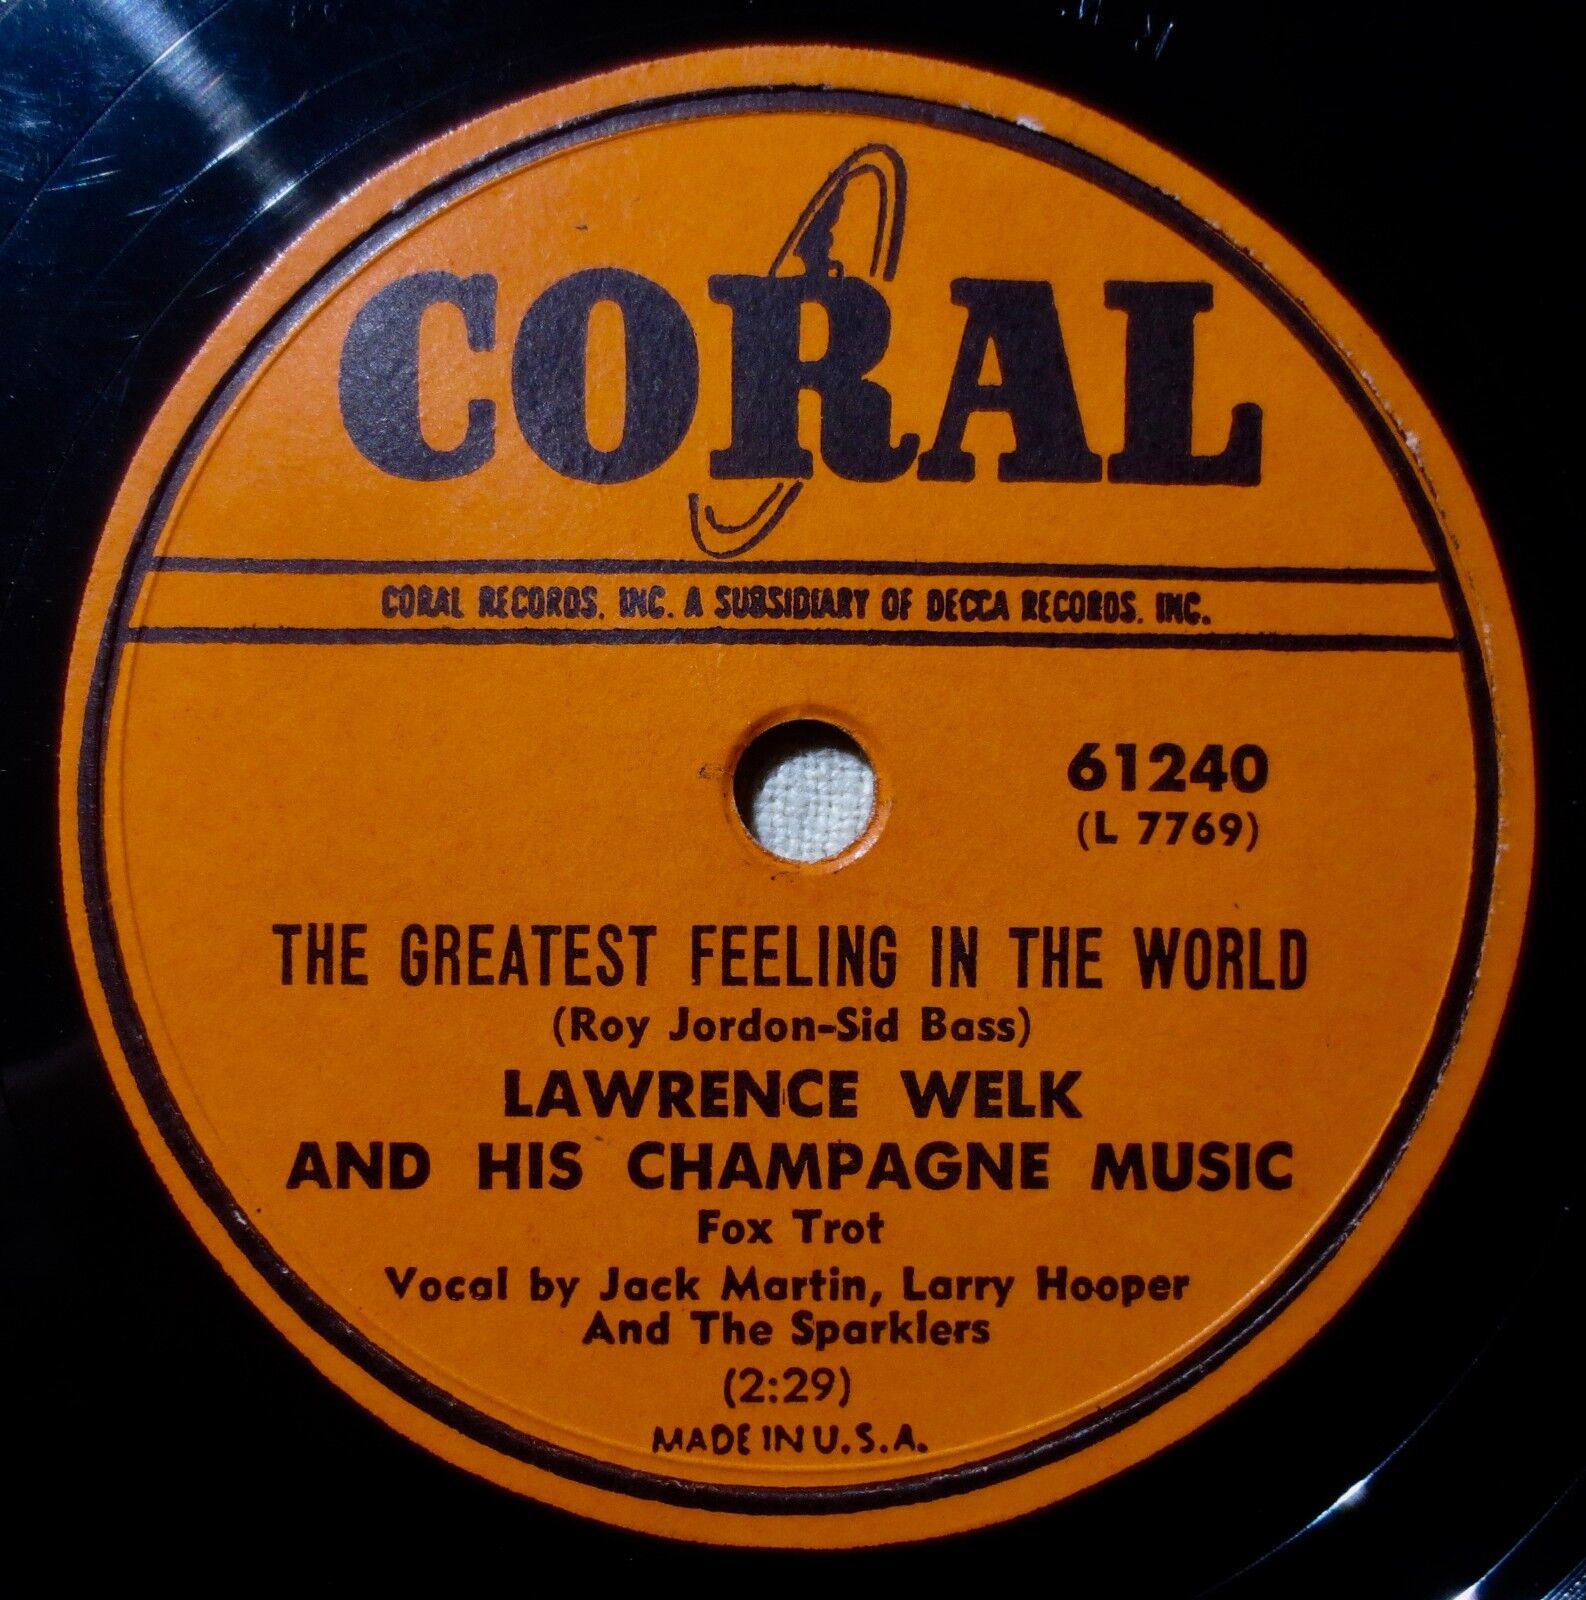 CORAL
CORAL RECORDS, INC. A SUBSIDIARY OF DECCA RECORDS, INC.
61240
(L 7769)
THE GREATEST FEELING IN THE WORLD
(Roy Jordon-Sid Bass)
LAWRENCE WELK
AND HIS CHAMPAGNE MUSIC
Fox Trot
Vocal by Jack Martin, Larry Hooper
And The Sparklers
(2:29)
MADE IN U.S.A.